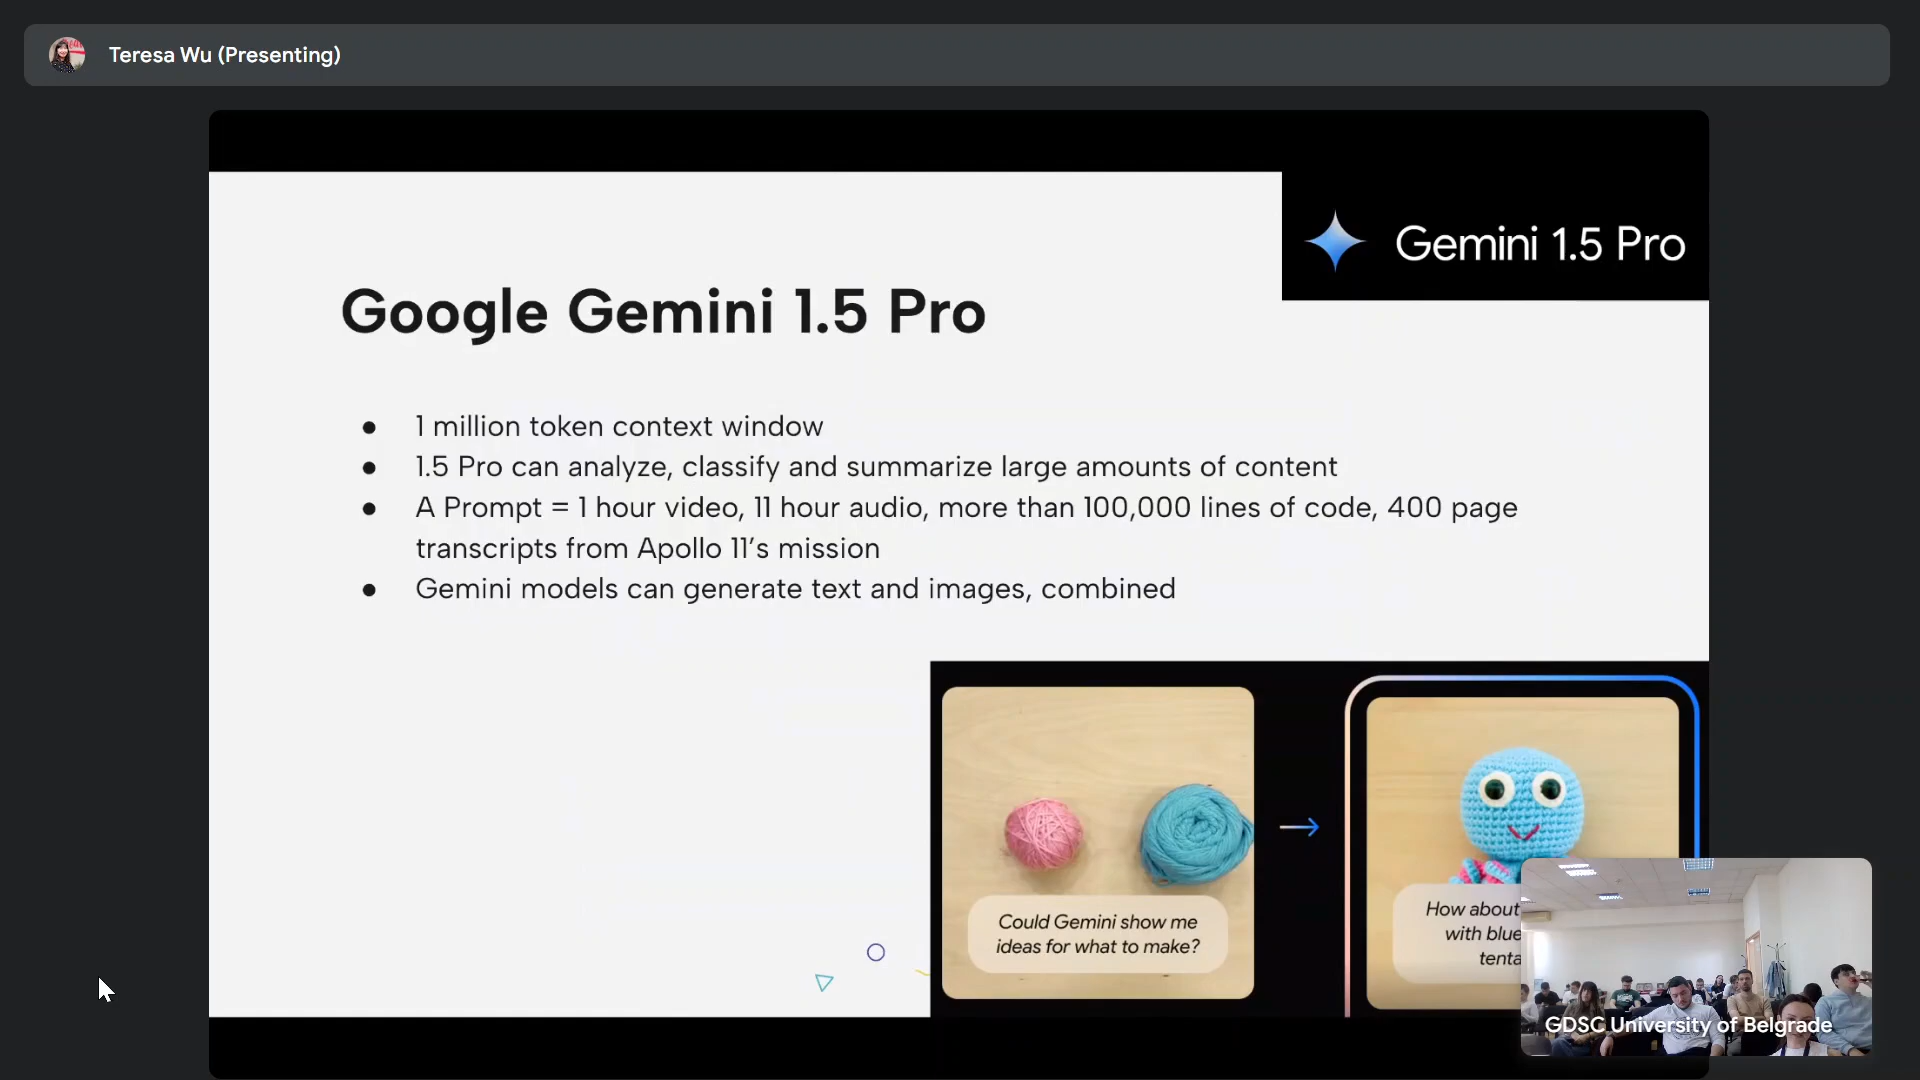 Teresa Wu (Presenting)
Gemini 1.5 Pro
Google Gemini 1.5 Pro
● 1 million token context window
● 1.5 Pro can analyze, classify and summarize large amounts of content
● A Prompt = 1 hour video, 11 hour audio, more than 100,000 lines of code, 400 page
transcripts from Apollo 11's mission
● Gemini models can generate text and images, combined
Could Gemini show me
ideas for what to make?
How about
with blue
GDSC University of Belgrade